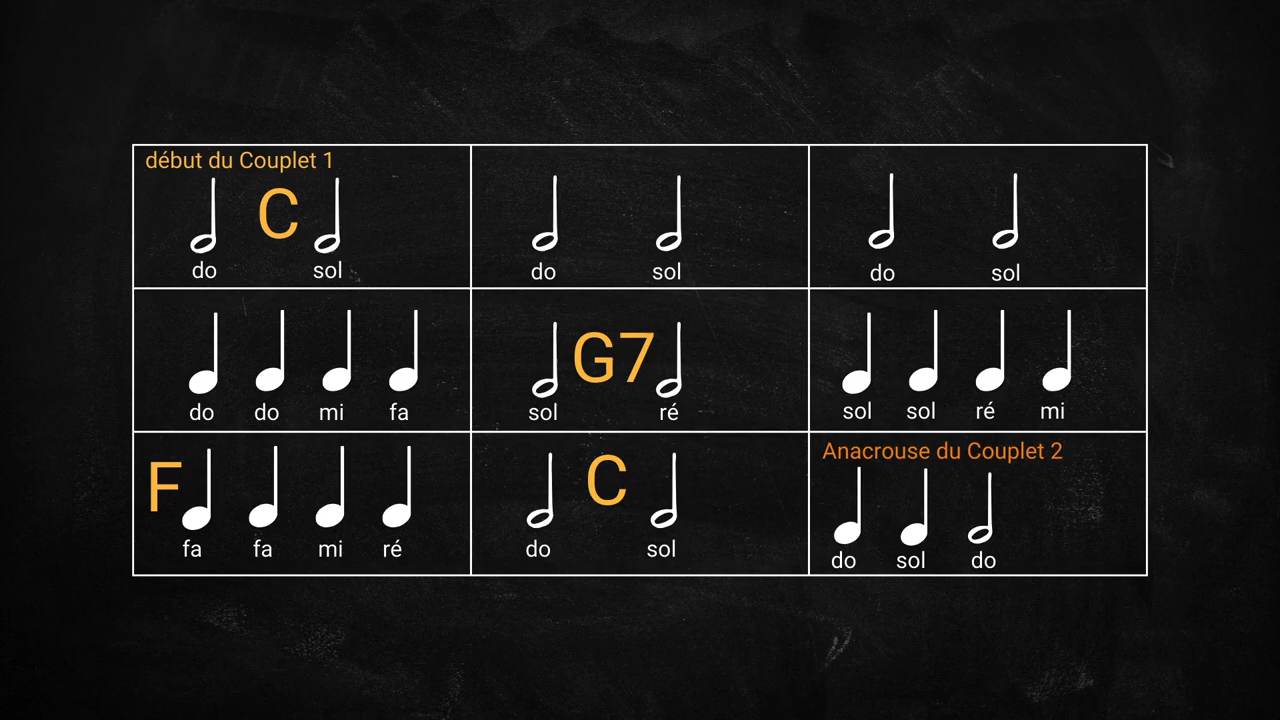 début du Couplet 1
C
do sol
do sol
do sol
do do mi fa
G7
sol ré
sol sol ré mi
F
fa fa mi ré
C
do sol
Anacrouse du Couplet 2
do sol do